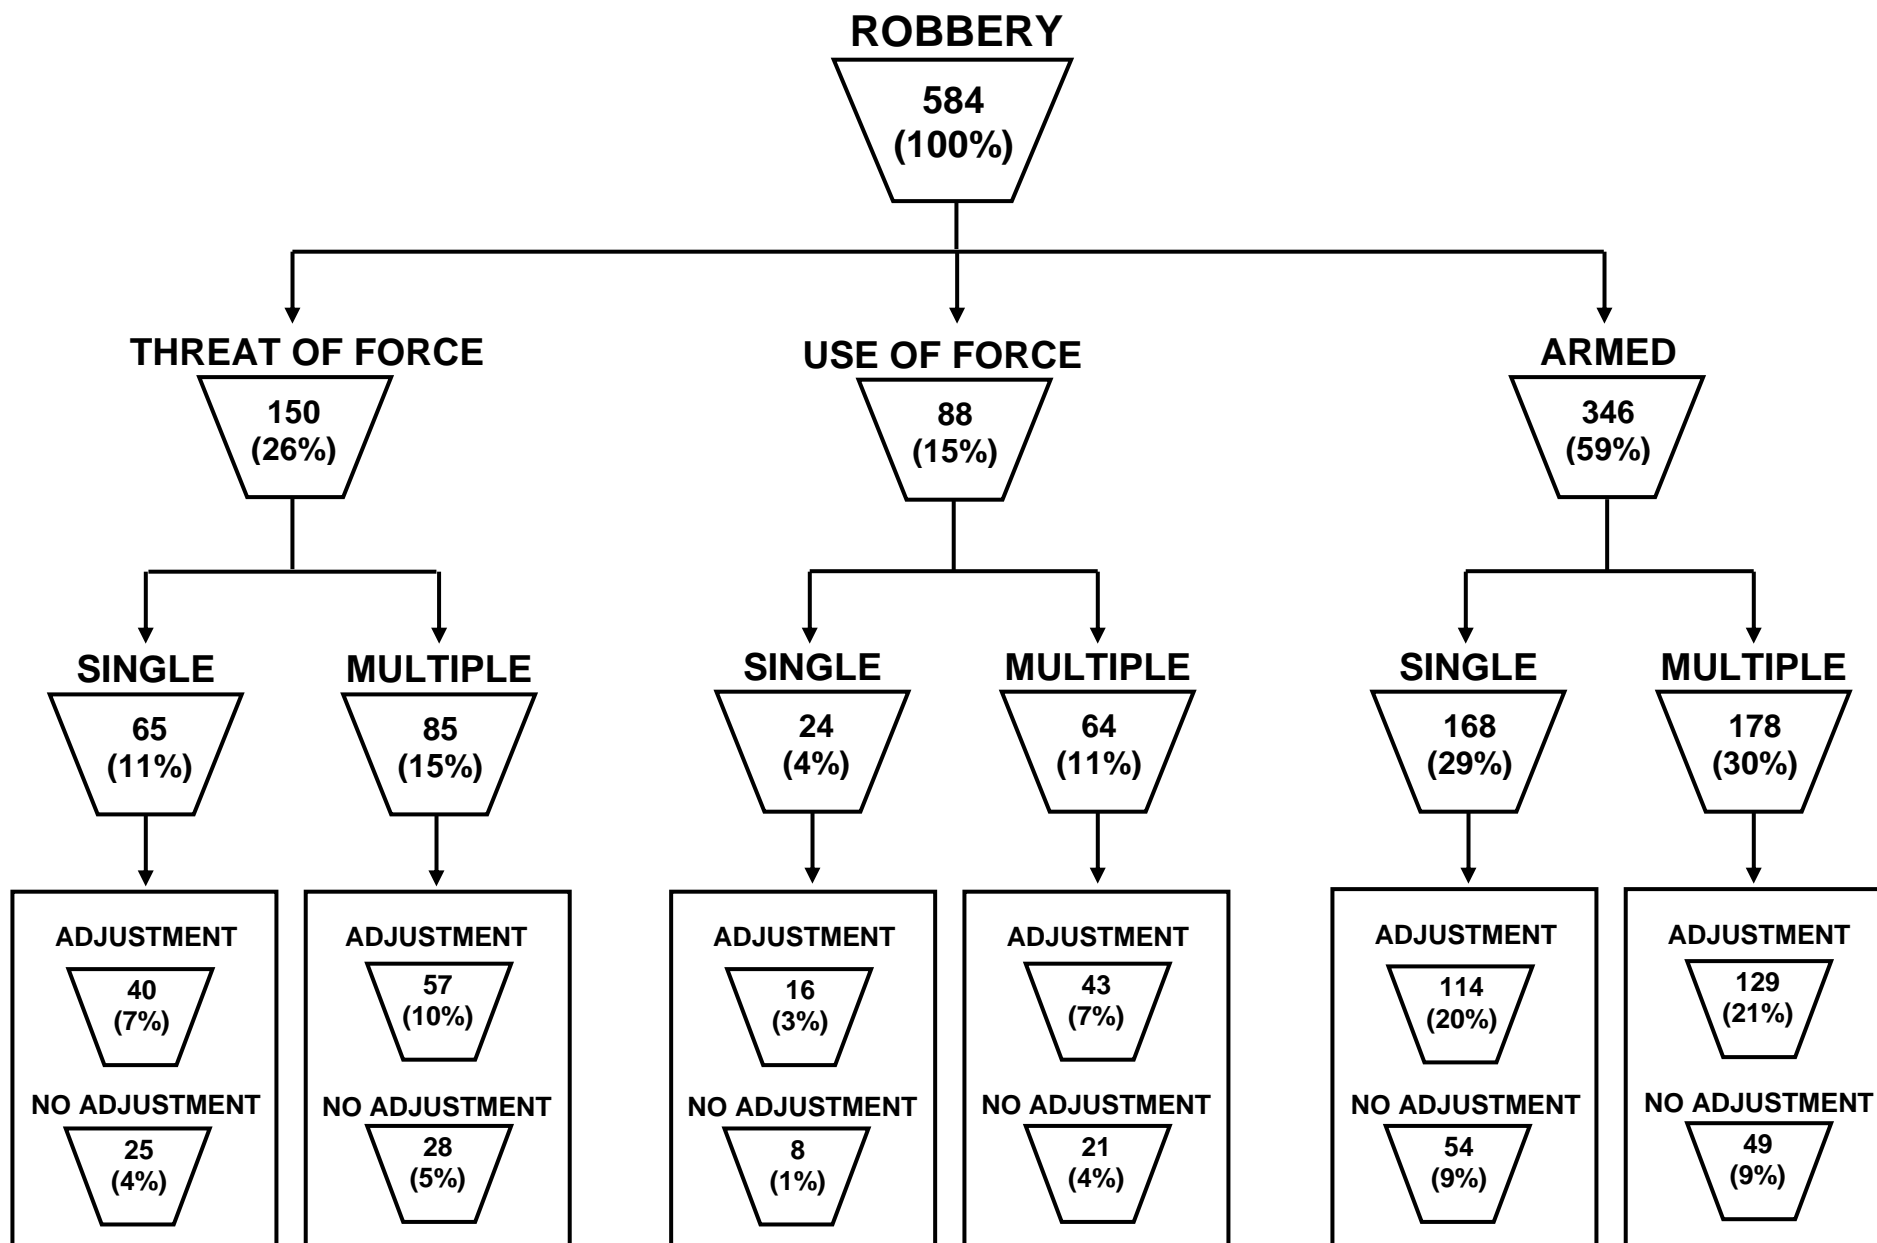 ROBBERY
584
(100%)
THREAT OF FORCE
150
(26%)
USE OF FORCE
88
(15%)
ARMED
346
(59%)
SINGLE
65
(11%)
MULTIPLE
85
(15%)
SINGLE
24
(4%)
MULTIPLE
64
(11%)
SINGLE
168
(29%)
MULTIPLE
178
(30%)
ADJUSTMENT
40
(7%)
NO ADJUSTMENT
25
(4%)
ADJUSTMENT
57
(10%)
NO ADJUSTMENT
28
(5%)
ADJUSTMENT
16
(3%)
NO ADJUSTMENT
8
(1%)
ADJUSTMENT
43
(7%)
NO ADJUSTMENT
21
(4%)
ADJUSTMENT
114
(20%)
NO ADJUSTMENT
54
(9%)
ADJUSTMENT
129
(21%)
NO ADJUSTMENT
49
(9%)